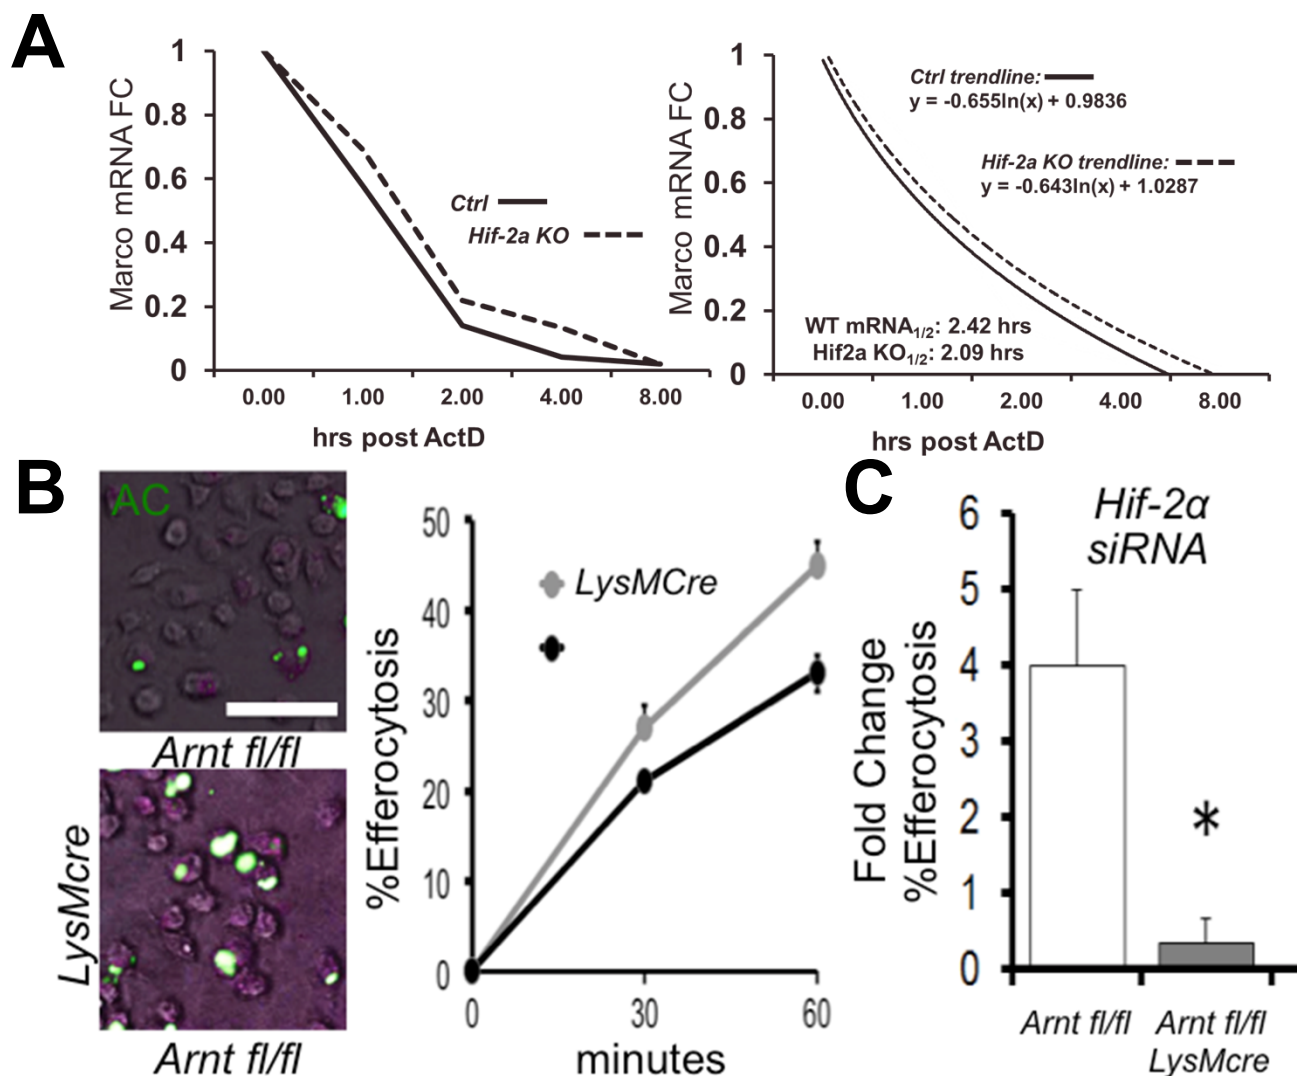 A
Marco mRNA FC
1
0.8
0.6
0.4
0.2
0
Ctrl
Hif-2a KO
0.00 1.00 2.00 4.00 8.00
hrs post ActD
Marco mRNA FC
1
0.8
0.6
0.4
0.2
0
Ctrl trendline:
y = -0.655ln(x) + 0.9836
Hif-2a KO trendline:
y = -0.643ln(x) + 1.0287
WT mRNA1/2: 2.42 hrs
Hif2a KO1/2: 2.09 hrs
0.00 1.00 2.00 4.00 8.00
hrs post ActD
B
AC
Arnt fl/fl
LysMcre
Arnt fl/fl
%Efferocytosis
50
40
30
20
10
0
LysMCre
0 30 60
minutes
C
Hif-2α
siRNA
Fold Change
%Efferocytosis
6
5
4
3
2
1
0
*
Arnt fl/fl
Arnt fl/fl
LysMcre